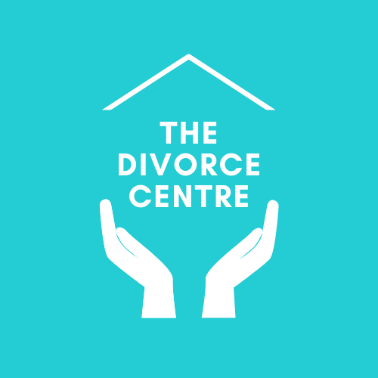 THE
DIVORCE
CENTRE